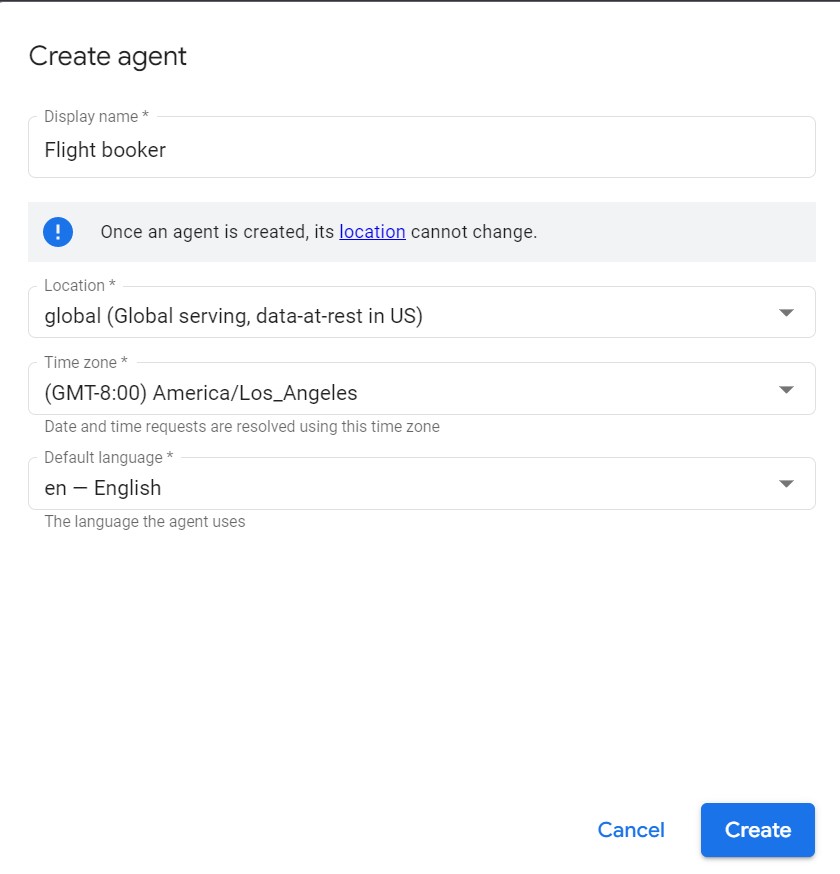 Create agent
Display name *
Flight booker
Once an agent is created, its location cannot change.
Location *
global (Global serving, data-at-rest in US)
Time zone *
(GMT-8:00) America/Los_Angeles
Date and time requests are resolved using this time zone
Default language *
en — English
The language the agent uses
Cancel
Create